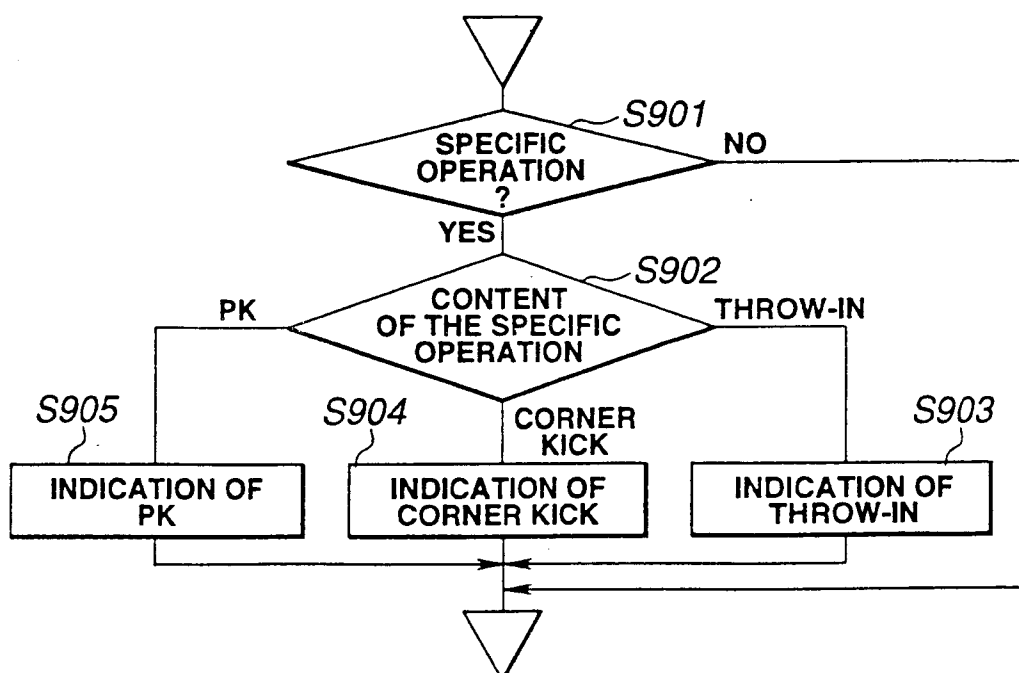 S901
SPECIFIC
OPERATION
?
NO
YES
S902
CONTENT
OF THE SPECIFIC
OPERATION
PK
THROW-IN
CORNER
KICK
S905
S904
S903
INDICATION OF
PK
INDICATION OF
CORNER KICK
INDICATION OF
THROW-IN